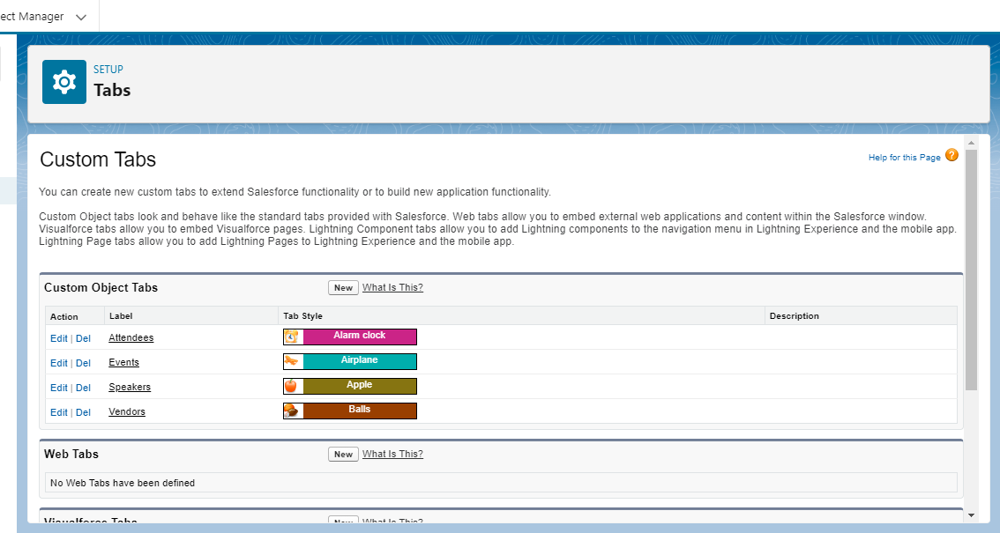 ect Manager
SETUP
Tabs
Custom Tabs
Help for this Page ?
You can create new custom tabs to extend Salesforce functionality or to build new application functionality.
Custom Object tabs look and behave like the standard tabs provided with Salesforce. Web tabs allow you to embed external web applications and content within the Salesforce window.
Visualforce tabs allow you to embed Visualforce pages. Lightning Component tabs allow you to add Lightning components to the navigation menu in Lightning Experience and the mobile app.
Lightning Page tabs allow you to add Lightning Pages to Lightning Experience and the mobile app.
Custom Object Tabs New What Is This?
Action Label Tab Style Description
Edit | Del Attendees Alarm clock
Edit | Del Events Airplane
Edit | Del Speakers Apple
Edit | Del Vendors Balls
Web Tabs New What Is This?
No Web Tabs have been defined
Visualforce Tabs New What Is This?